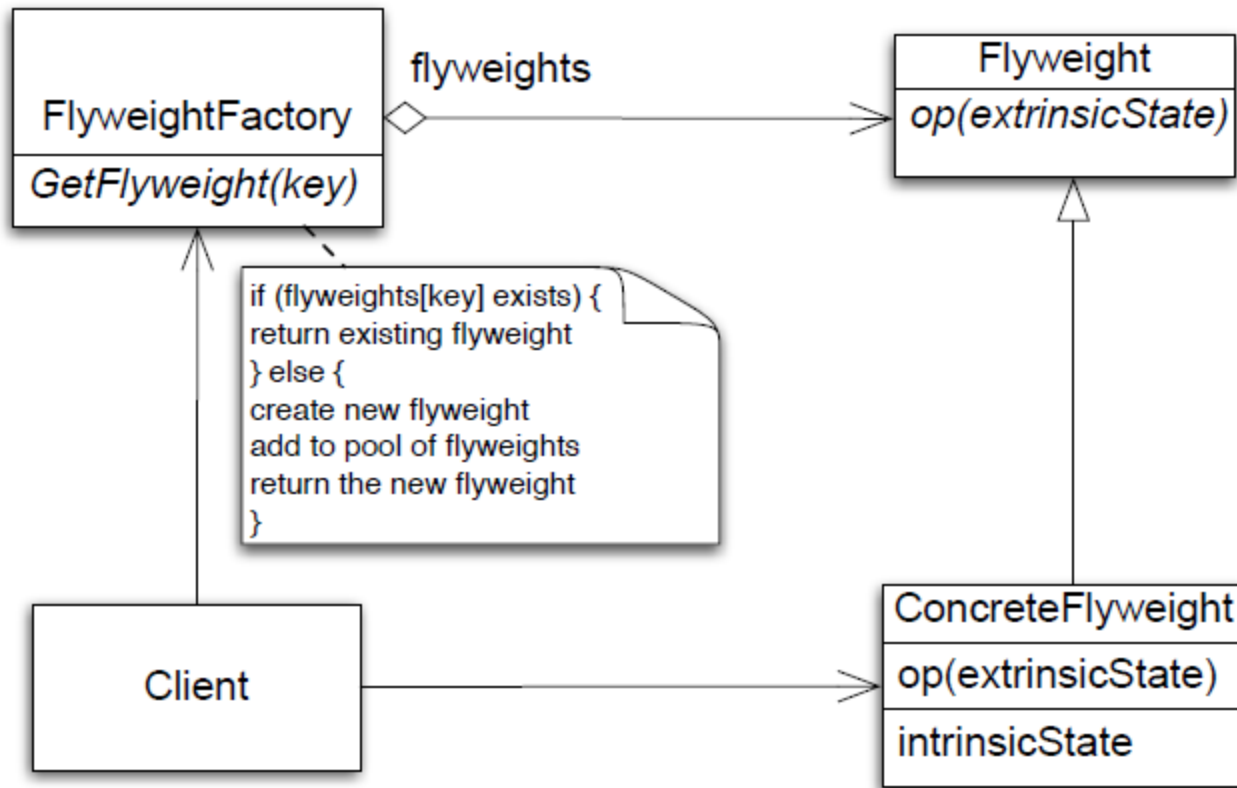 flyweights
FlyweightFactory
GetFlyweight(key)
Flyweight
op(extrinsicState)
if (flyweights[key] exists) {
return existing flyweight
} else {
create new flyweight
add to pool of flyweights
return the new flyweight
}
Client
ConcreteFlyweight
op(extrinsicState)
intrinsicState